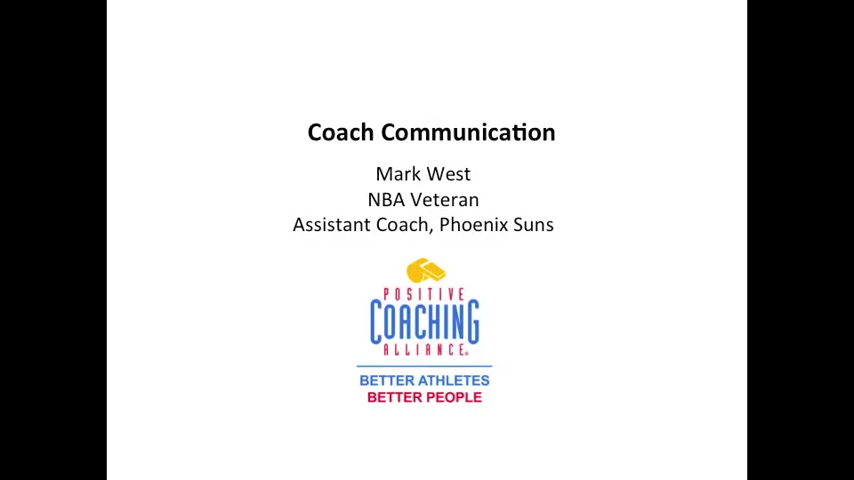 Coach Communication
Mark West
NBA Veteran
Assistant Coach, Phoenix Suns
POSITIVE
COACHING
ALLIANCE®
BETTER ATHLETES
BETTER PEOPLE